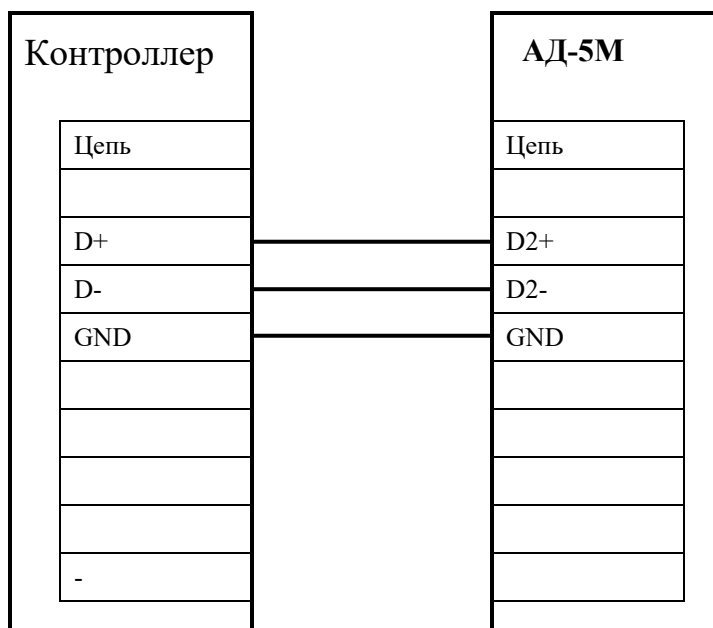 Контроллер
Цепь
D+
D-
GND
-
АД-5М
Цепь
D2+
D2-
GND